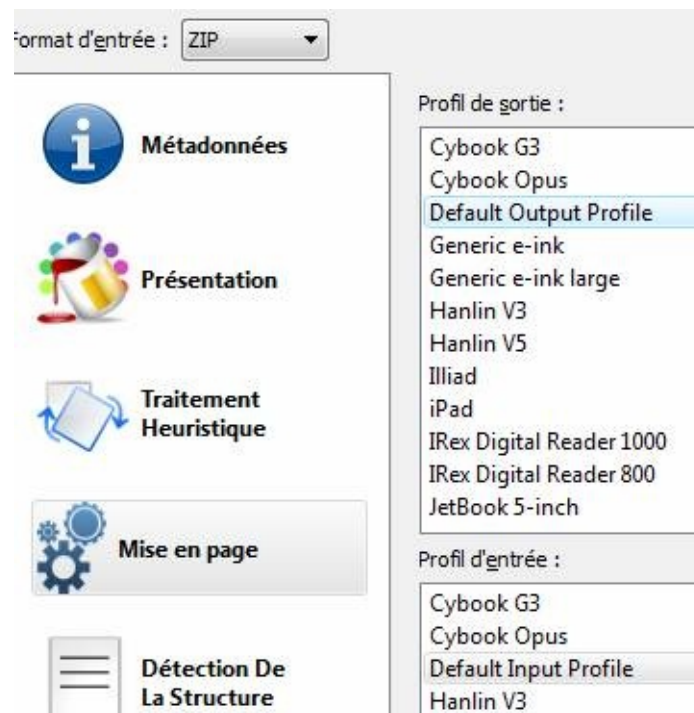 Format d'entrée :
ZIP
Métadonnées
Présentation
Traitement
Heuristique
Mise en page
Détection De
La Structure
Profil de sortie :
Cybook G3
Cybook Opus
Default Output Profile
Generic e-ink
Generic e-ink large
Hanlin V3
Hanlin V5
Illiad
iPad
IRex Digital Reader 1000
IRex Digital Reader 800
JetBook 5-inch
Profil d'entrée :
Cybook G3
Cybook Opus
Default Input Profile
Hanlin V3